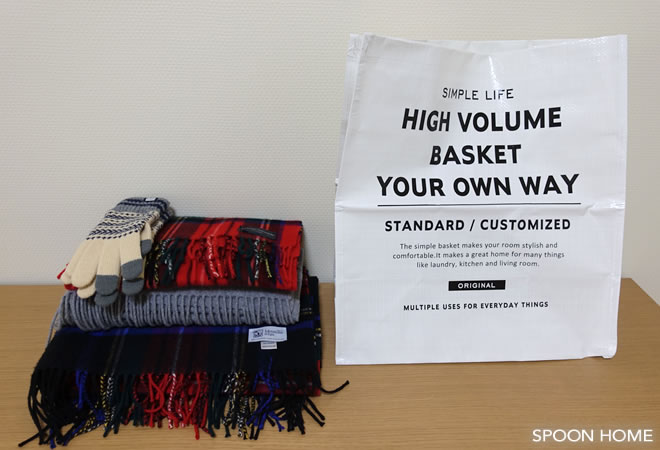 SIMPLE LIFE
HIGH VOLUME
BASKET
YOUR OWN WAY
STANDARD / CUSTOMIZED
The simple basket makes your room stylish and
comfortable.It makes a great home for many things
like laundry, kitchen and living room.
ORIGINAL
MULTIPLE USES FOR EVERYDAY THINGS
SPOON HOME